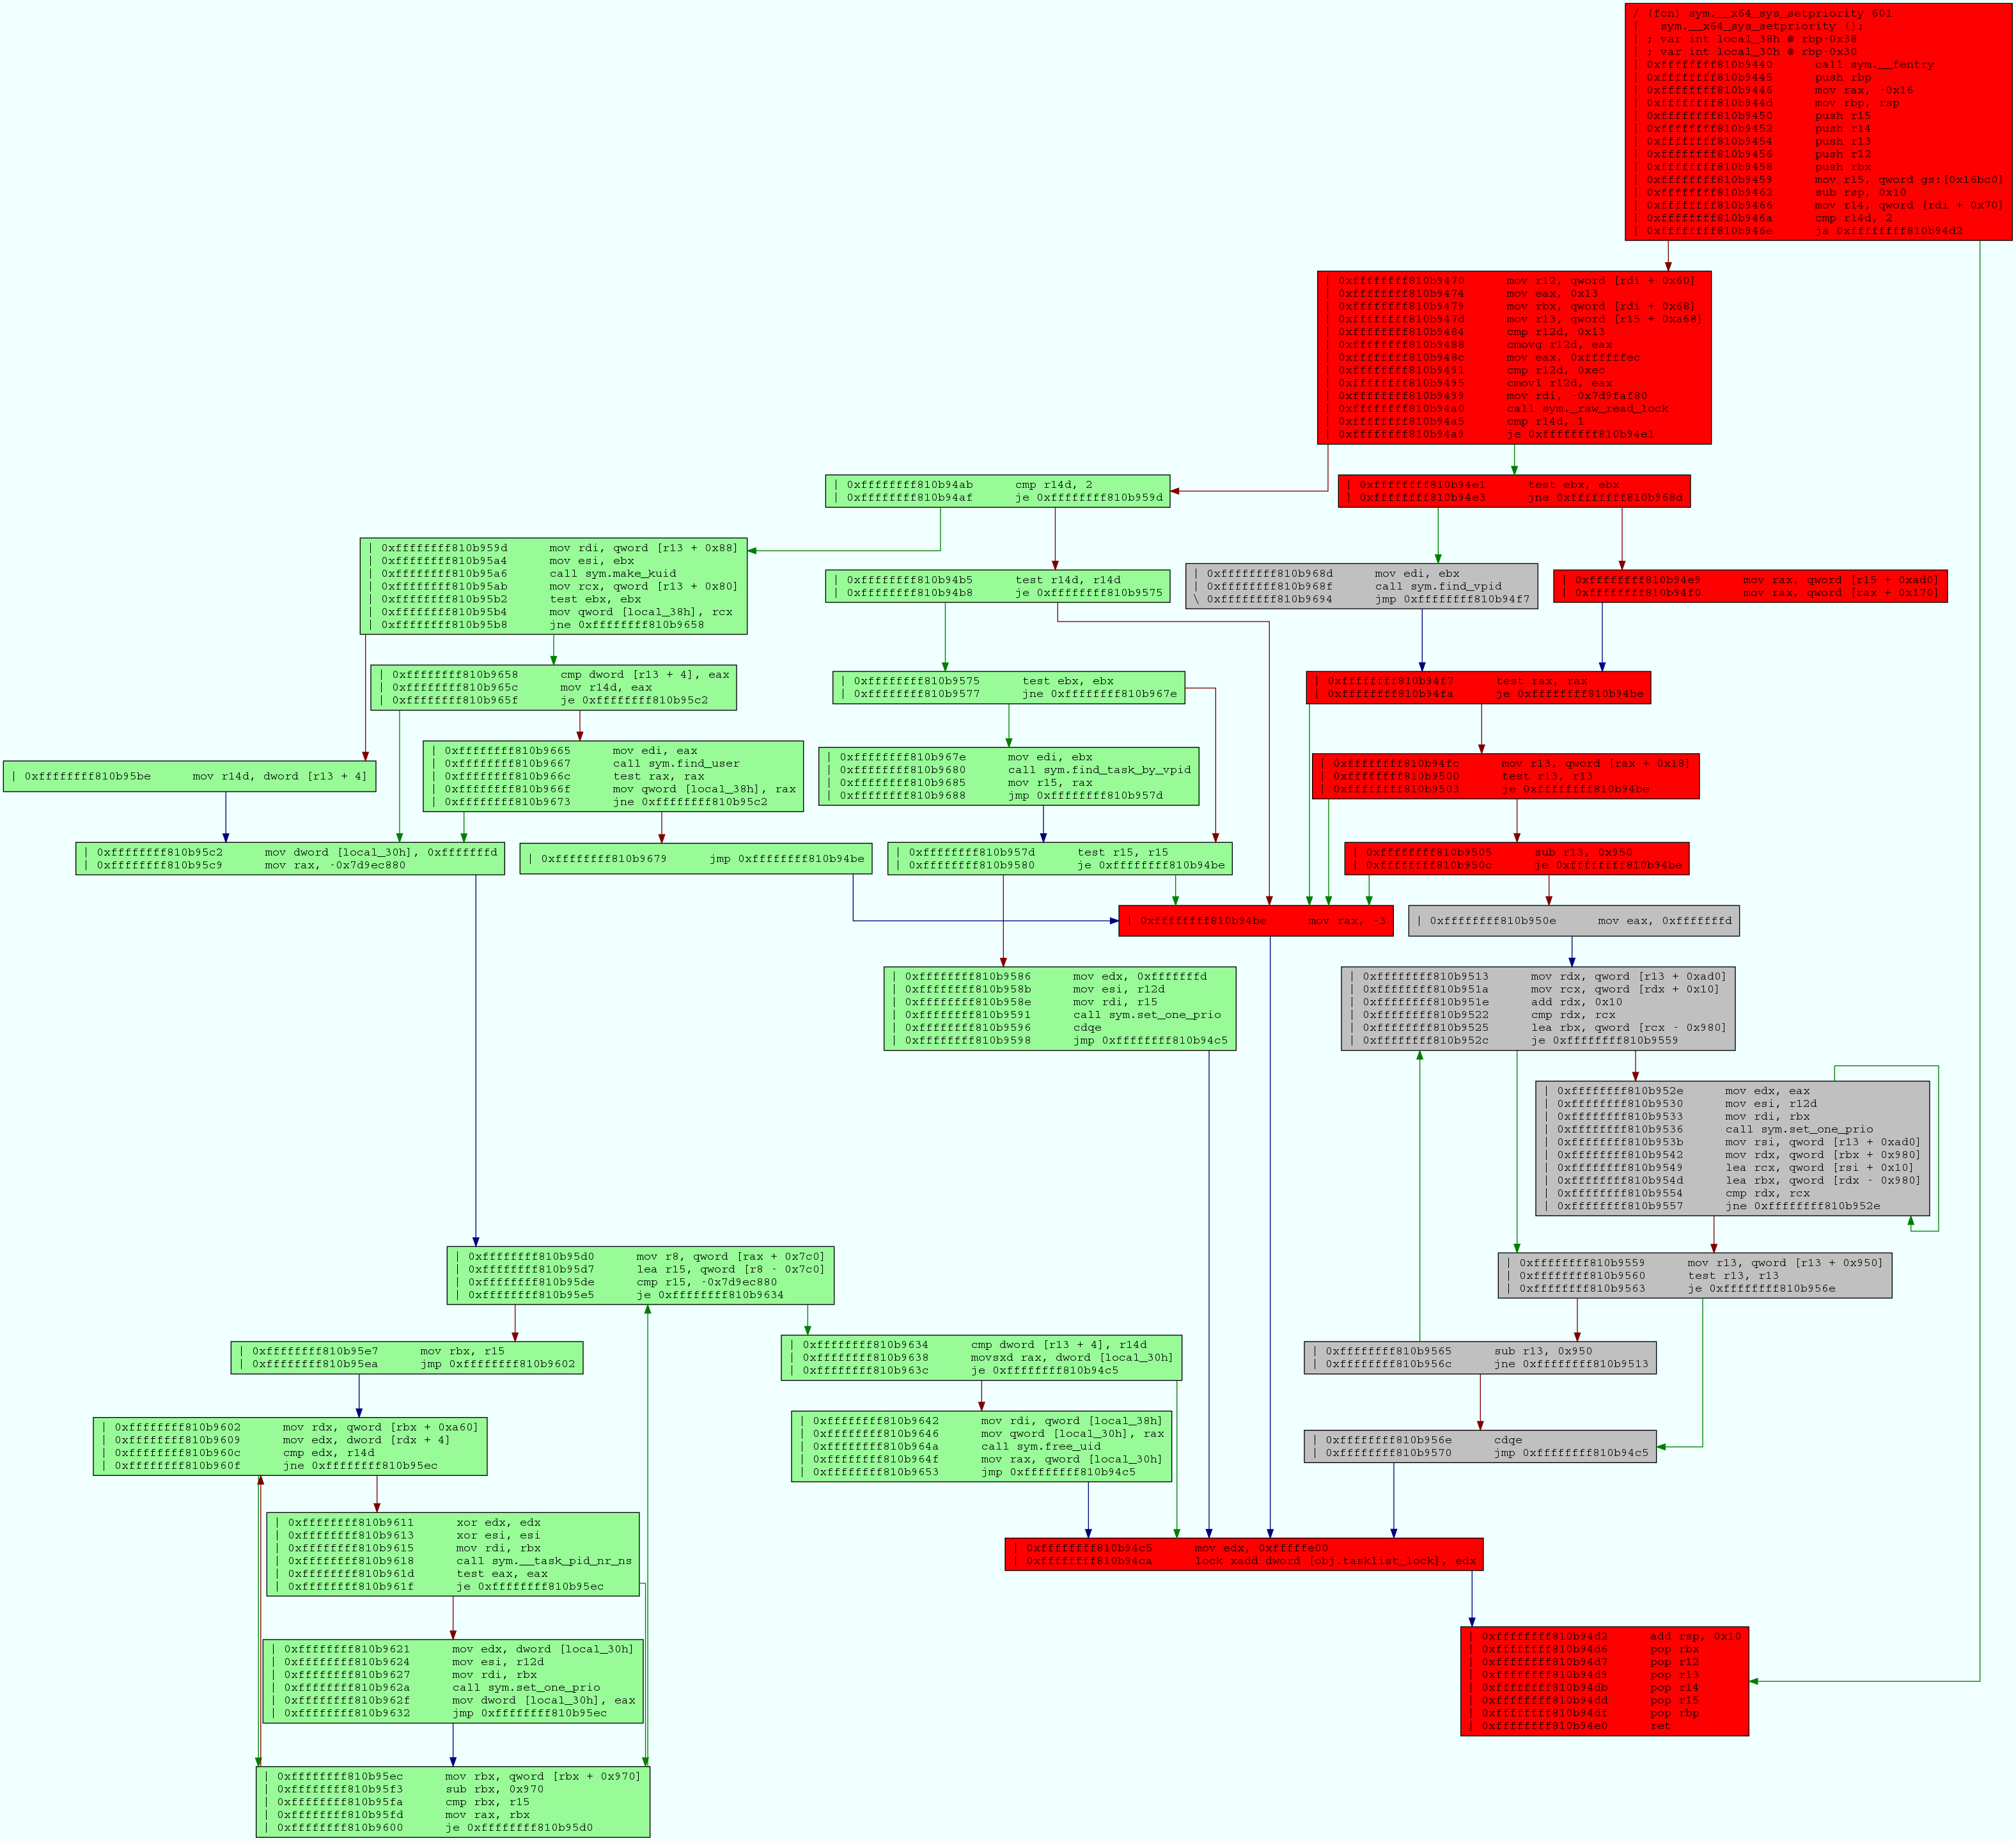 / (fcn) sym.__x64_sys_setpriority 601
|   sym.__x64_sys_setpriority ();
| ; var int local_38h @ rbp-0x38
| ; var int local_30h @ rbp-0x30
| 0xffffffff810b9440      call sym.__fentry
| 0xffffffff810b9445      push rbp
| 0xffffffff810b9446      mov rax, -0x16
| 0xffffffff810b944d      mov rbp, rsp
| 0xffffffff810b9450      push r15
| 0xffffffff810b9452      push r14
| 0xffffffff810b9454      push r13
| 0xffffffff810b9456      push r12
| 0xffffffff810b9458      push rbx
| 0xffffffff810b9459      mov r15, qword gs:[0x16bc0]
| 0xffffffff810b9462      sub rsp, 0x10
| 0xffffffff810b9466      mov r14, qword [rdi + 0x70]
| 0xffffffff810b946a      cmp r14d, 2
| 0xffffffff810b946e      ja 0xffffffff810b94d2
| 0xffffffff810b9470      mov r12, qword [rdi + 0x60]
| 0xffffffff810b9474      mov eax, 0x13
| 0xffffffff810b9479      mov rbx, qword [rdi + 0x68]
| 0xffffffff810b947d      mov r13, qword [r15 + 0xa68]
| 0xffffffff810b9484      cmp r12d, 0x13
| 0xffffffff810b9488      cmovg r12d, eax
| 0xffffffff810b948c      mov eax, 0xffffffec
| 0xffffffff810b9491      cmp r12d, 0xec
| 0xffffffff810b9495      cmovl r12d, eax
| 0xffffffff810b9499      mov rdi, -0x7d9faf80
| 0xffffffff810b94a0      call sym._raw_read_lock
| 0xffffffff810b94a5      cmp r14d, 1
| 0xffffffff810b94a9      je 0xffffffff810b94e1
| 0xffffffff810b94ab      cmp r14d, 2
| 0xffffffff810b94af      je 0xffffffff810b959d
| 0xffffffff810b94e1      test ebx, ebx
| 0xffffffff810b94e3      jne 0xffffffff810b968d
| 0xffffffff810b959d      mov rdi, qword [r13 + 0x88]
| 0xffffffff810b95a4      mov esi, ebx
| 0xffffffff810b95a6      call sym.make_kuid
| 0xffffffff810b95ab      mov rcx, qword [r13 + 0x80]
| 0xffffffff810b95b2      test ebx, ebx
| 0xffffffff810b95b4      mov qword [local_38h], rcx
| 0xffffffff810b95b8      jne 0xffffffff810b9658
| 0xffffffff810b94b5      test r14d, r14d
| 0xffffffff810b94b8      je 0xffffffff810b9575
| 0xffffffff810b968d      mov edi, ebx
| 0xffffffff810b968f      call sym.find_vpid
\ 0xffffffff810b9694      jmp 0xffffffff810b94f7
| 0xffffffff810b94e9      mov rax, qword [r15 + 0xad0]
| 0xffffffff810b94f0      mov rax, qword [rax + 0x170]
| 0xffffffff810b9658      cmp dword [r13 + 4], eax
| 0xffffffff810b965c      mov r14d, eax
| 0xffffffff810b965f      je 0xffffffff810b95c2
| 0xffffffff810b9575      test ebx, ebx
| 0xffffffff810b9577      jne 0xffffffff810b967e
| 0xffffffff810b94f7      test rax, rax
| 0xffffffff810b94fa      je 0xffffffff810b94be
| 0xffffffff810b95be      mov r14d, dword [r13 + 4]
| 0xffffffff810b9665      mov edi, eax
| 0xffffffff810b9667      call sym.find_user
| 0xffffffff810b966c      test rax, rax
| 0xffffffff810b966f      mov qword [local_38h], rax
| 0xffffffff810b9673      jne 0xffffffff810b95c2
| 0xffffffff810b967e      mov edi, ebx
| 0xffffffff810b9680      call sym.find_task_by_vpid
| 0xffffffff810b9685      mov r15, rax
| 0xffffffff810b9688      jmp 0xffffffff810b957d
| 0xffffffff810b94fc      mov r13, qword [rax + 0x18]
| 0xffffffff810b9500      test r13, r13
| 0xffffffff810b9503      je 0xffffffff810b94be
| 0xffffffff810b95c2      mov dword [local_30h], 0xfffffffd
| 0xffffffff810b95c9      mov rax, -0x7d9ec880
| 0xffffffff810b9679      jmp 0xffffffff810b94be
| 0xffffffff810b957d      test r15, r15
| 0xffffffff810b9580      je 0xffffffff810b94be
| 0xffffffff810b9505      sub r13, 0x950
| 0xffffffff810b950c      je 0xffffffff810b94be
| 0xffffffff810b94be      mov rax, -3
| 0xffffffff810b950e      mov eax, 0xfffffffd
| 0xffffffff810b9586      mov edx, 0xfffffffd
| 0xffffffff810b958b      mov esi, r12d
| 0xffffffff810b958e      mov rdi, r15
| 0xffffffff810b9591      call sym.set_one_prio
| 0xffffffff810b9596      cdqe
| 0xffffffff810b9598      jmp 0xffffffff810b94c5
| 0xffffffff810b9513      mov rdx, qword [r13 + 0xad0]
| 0xffffffff810b951a      mov rcx, qword [rdx + 0x10]
| 0xffffffff810b951e      add rdx, 0x10
| 0xffffffff810b9522      cmp rdx, rcx
| 0xffffffff810b9525      lea rbx, qword [rcx - 0x980]
| 0xffffffff810b952c      je 0xffffffff810b9559
| 0xffffffff810b952e      mov edx, eax
| 0xffffffff810b9530      mov esi, r12d
| 0xffffffff810b9533      mov rdi, rbx
| 0xffffffff810b9536      call sym.set_one_prio
| 0xffffffff810b953b      mov rsi, qword [r13 + 0xad0]
| 0xffffffff810b9542      mov rdx, qword [rbx + 0x980]
| 0xffffffff810b9549      lea rcx, qword [rsi + 0x10]
| 0xffffffff810b954d      lea rbx, qword [rdx - 0x980]
| 0xffffffff810b9554      cmp rdx, rcx
| 0xffffffff810b9557      jne 0xffffffff810b952e
| 0xffffffff810b95d0      mov r8, qword [rax + 0x7c0]
| 0xffffffff810b95d7      lea r15, qword [r8 - 0x7c0]
| 0xffffffff810b95de      cmp r15, -0x7d9ec880
| 0xffffffff810b95e5      je 0xffffffff810b9634
| 0xffffffff810b9559      mov r13, qword [r13 + 0x950]
| 0xffffffff810b9560      test r13, r13
| 0xffffffff810b9563      je 0xffffffff810b956e
| 0xffffffff810b95e7      mov rbx, r15
| 0xffffffff810b95ea      jmp 0xffffffff810b9602
| 0xffffffff810b9634      cmp dword [r13 + 4], r14d
| 0xffffffff810b9638      movsxd rax, dword [local_30h]
| 0xffffffff810b963c      je 0xffffffff810b94c5
| 0xffffffff810b9565      sub r13, 0x950
| 0xffffffff810b956c      jne 0xffffffff810b9513
| 0xffffffff810b9602      mov rdx, qword [rbx + 0xa60]
| 0xffffffff810b9609      mov edx, dword [rdx + 4]
| 0xffffffff810b960c      cmp edx, r14d
| 0xffffffff810b960f      jne 0xffffffff810b95ec
| 0xffffffff810b9642      mov rdi, qword [local_38h]
| 0xffffffff810b9646      mov qword [local_30h], rax
| 0xffffffff810b964a      call sym.free_uid
| 0xffffffff810b964f      mov rax, qword [local_30h]
| 0xffffffff810b9653      jmp 0xffffffff810b94c5
| 0xffffffff810b956e      cdqe
| 0xffffffff810b9570      jmp 0xffffffff810b94c5
| 0xffffffff810b9611      xor edx, edx
| 0xffffffff810b9613      xor esi, esi
| 0xffffffff810b9615      mov rdi, rbx
| 0xffffffff810b9618      call sym.__task_pid_nr_ns
| 0xffffffff810b961d      test eax, eax
| 0xffffffff810b961f      je 0xffffffff810b95ec
| 0xffffffff810b94c5      mov edx, 0xfffffe00
| 0xffffffff810b94ca      lock xadd dword [obj.tasklist_lock], edx
| 0xffffffff810b9621      mov edx, dword [local_30h]
| 0xffffffff810b9624      mov esi, r12d
| 0xffffffff810b9627      mov rdi, rbx
| 0xffffffff810b962a      call sym.set_one_prio
| 0xffffffff810b962f      mov dword [local_30h], eax
| 0xffffffff810b9632      jmp 0xffffffff810b95ec
| 0xffffffff810b94d2      add rsp, 0x10
| 0xffffffff810b94d6      pop rbx
| 0xffffffff810b94d7      pop r12
| 0xffffffff810b94d9      pop r13
| 0xffffffff810b94db      pop r14
| 0xffffffff810b94dd      pop r15
| 0xffffffff810b94df      pop rbp
| 0xffffffff810b94e0      ret
| 0xffffffff810b95ec      mov rbx, qword [rbx + 0x970]
| 0xffffffff810b95f3      sub rbx, 0x970
| 0xffffffff810b95fa      cmp rbx, r15
| 0xffffffff810b95fd      mov rax, rbx
| 0xffffffff810b9600      je 0xffffffff810b95d0